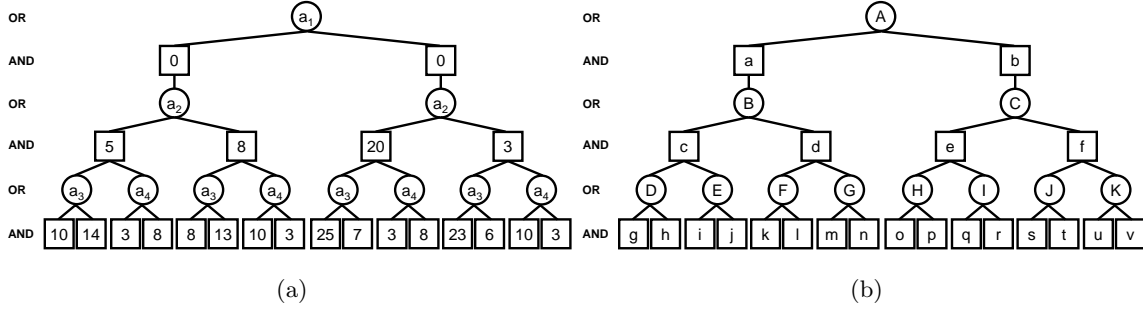 OR a₁ OR A
AND 0 0 AND a b
OR a₂ a₂ OR B C
AND 5 8 20 3 AND c d e f
OR a₃ a₄ a₃ a₄ a₃ a₄ a₃ a₄ OR D E F G H I J K
AND 10 14 3 8 8 13 10 3 25 7 3 8 23 6 10 3 AND g h i j k l m n o p q r s t u v
(a) (b)